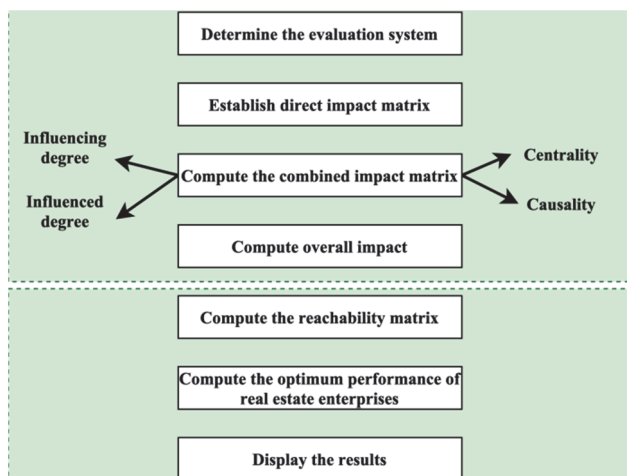 Determine the evaluation system
Establish direct impact matrix
Influencing
degree
Centrality
Compute the combined impact matrix
Influenced
degree
Causality
Compute overall impact
Compute the reachability matrix
Compute the optimum performance of
real estate enterprises
Display the results